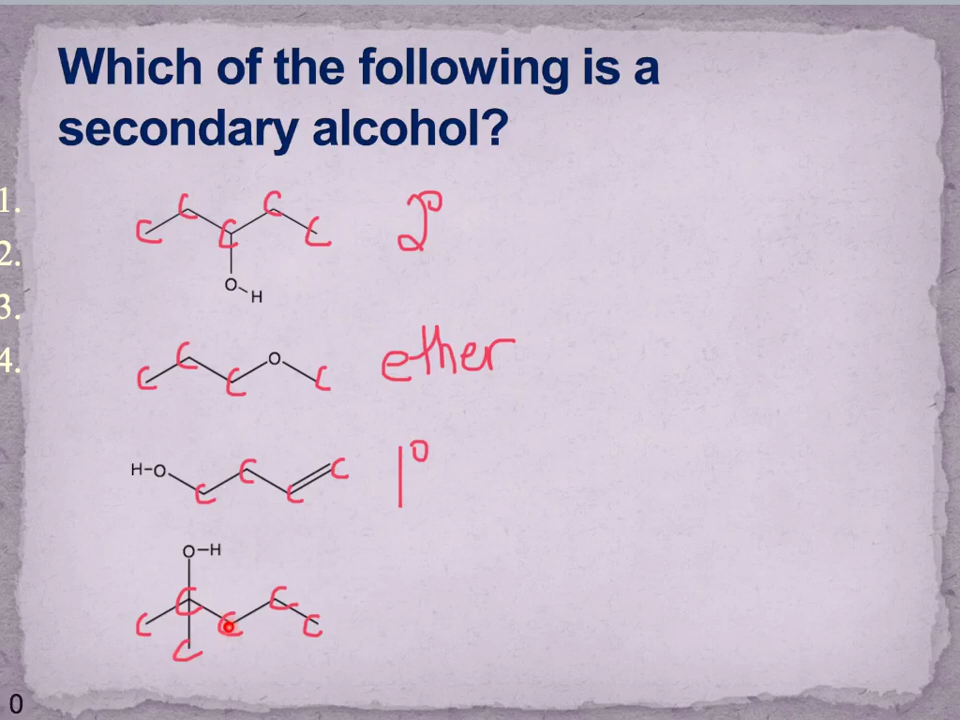 Which of the following is a
secondary alcohol?
1.
2.
3.
4.
C C C C C 2°
O H
C C C O C ether
H-O C C C C 1°
O-H
C C C C C
C
0